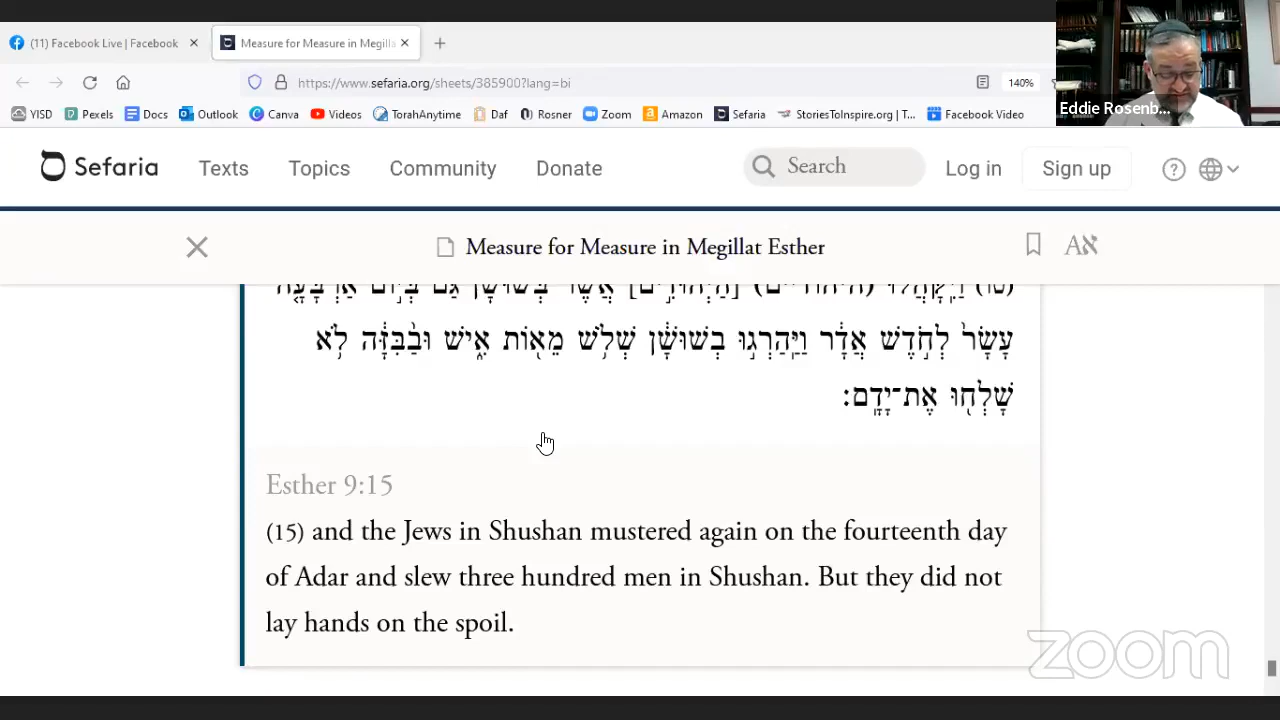 (11) Facebook Live | Facebook
Measure for Measure in Megilla
https://www.sefaria.org/sheets/385900?lang=bi
140%
Eddie Rosenb...
YISD Pexels Docs Outlook Canva Videos TorahAnytime Daf Rosner Zoom Amazon Sefaria StoriesToInspire.org | T... Facebook Video
Sefaria Texts Topics Community Donate Search Log in Sign up
Measure for Measure in Megillat Esther Aא
עָשָׂר֙ לְחֹ֣דֶשׁ אֲדָ֔ר וַיַּֽהַרְג֣וּ בְשׁוּשָׁ֔ן שְׁלֹ֥שׁ מֵא֖וֹת אִ֑ישׁ וּבַ֨בִּזָּ֔ה לֹ֥א
שָׁלְח֖וּ אֶת־יָדָֽם׃
Esther 9:15
(15) and the Jews in Shushan mustered again on the fourteenth day
of Adar and slew three hundred men in Shushan. But they did not
lay hands on the spoil.
zoom